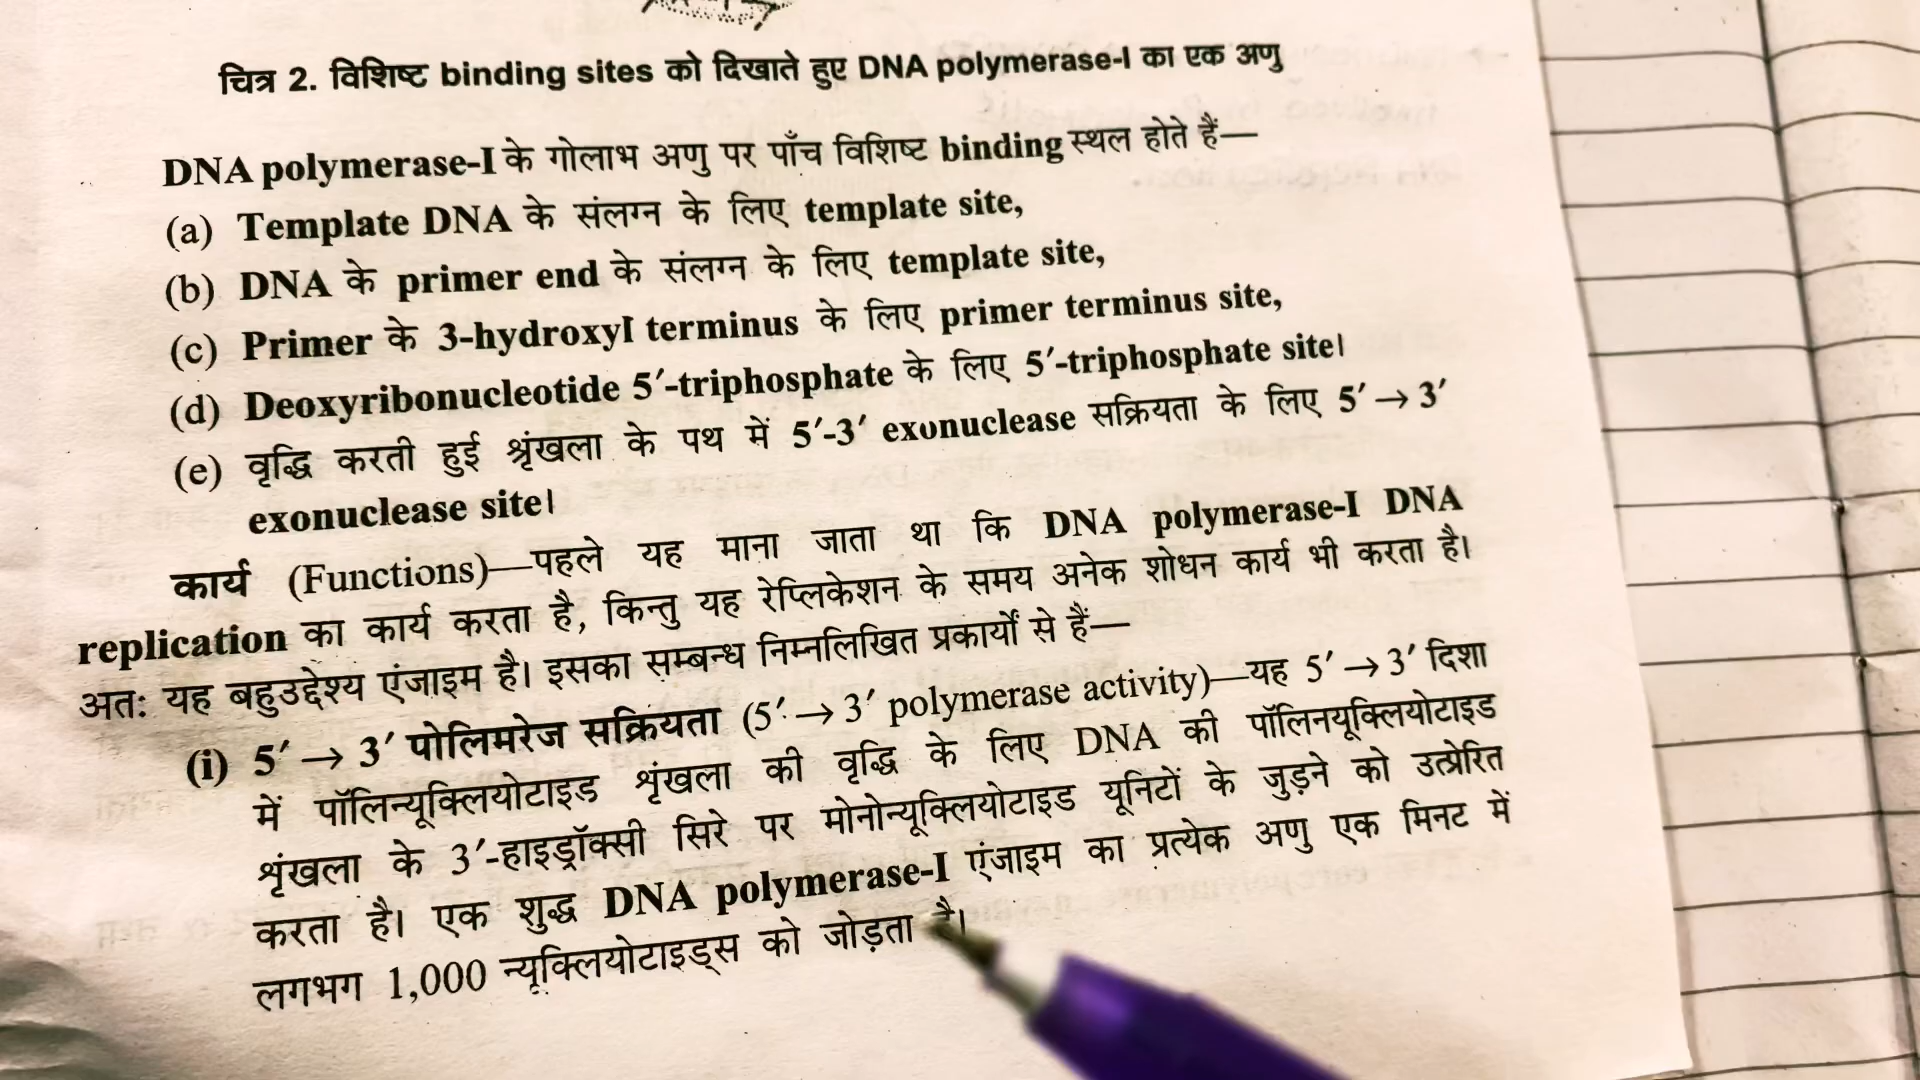 चित्र 2. विशिष्ट binding sites को दिखाते हुए DNA polymerase-I का एक अणु
DNA polymerase-I के गोलाभ अणु पर पाँच विशिष्ट binding स्थल होते हैं—
(a) Template DNA के संलग्न के लिए template site,
(b) DNA के primer end के संलग्न के लिए template site,
(c) Primer के 3-hydroxyl terminus के लिए primer terminus site,
(d) Deoxyribonucleotide 5′-triphosphate के लिए 5′-triphosphate site।
(e) वृद्धि करती हुई श्रृंखला के पथ में 5′-3′ exonuclease सक्रियता के लिए 5′ → 3′
exonuclease site।
कार्य (Functions)—पहले यह माना जाता था कि DNA polymerase-I DNA
replication का कार्य करता है, किन्तु यह रेप्लिकेशन के समय अनेक शोधन कार्य भी करता है।
अतः यह बहुउद्देश्य एंजाइम है। इसका सम्बन्ध निम्नलिखित प्रकार्यों से हैं—
(i) 5′ → 3′ पोलिमरेज सक्रियता (5′ → 3′ polymerase activity)—यह 5′ → 3′ दिशा
में पॉलिन्यूक्लियोटाइड शृंखला की वृद्धि के लिए DNA की पॉलिनयूक्लियोटाइड
शृंखला के 3′-हाइड्रॉक्सी सिरे पर मोनोन्यूक्लियोटाइड यूनिटों के जुड़ने को उत्प्रेरित
करता है। एक शुद्ध DNA polymerase-I एंजाइम का प्रत्येक अणु एक मिनट में
लगभग 1,000 न्यूक्लियोटाइड्स को जोड़ता है।